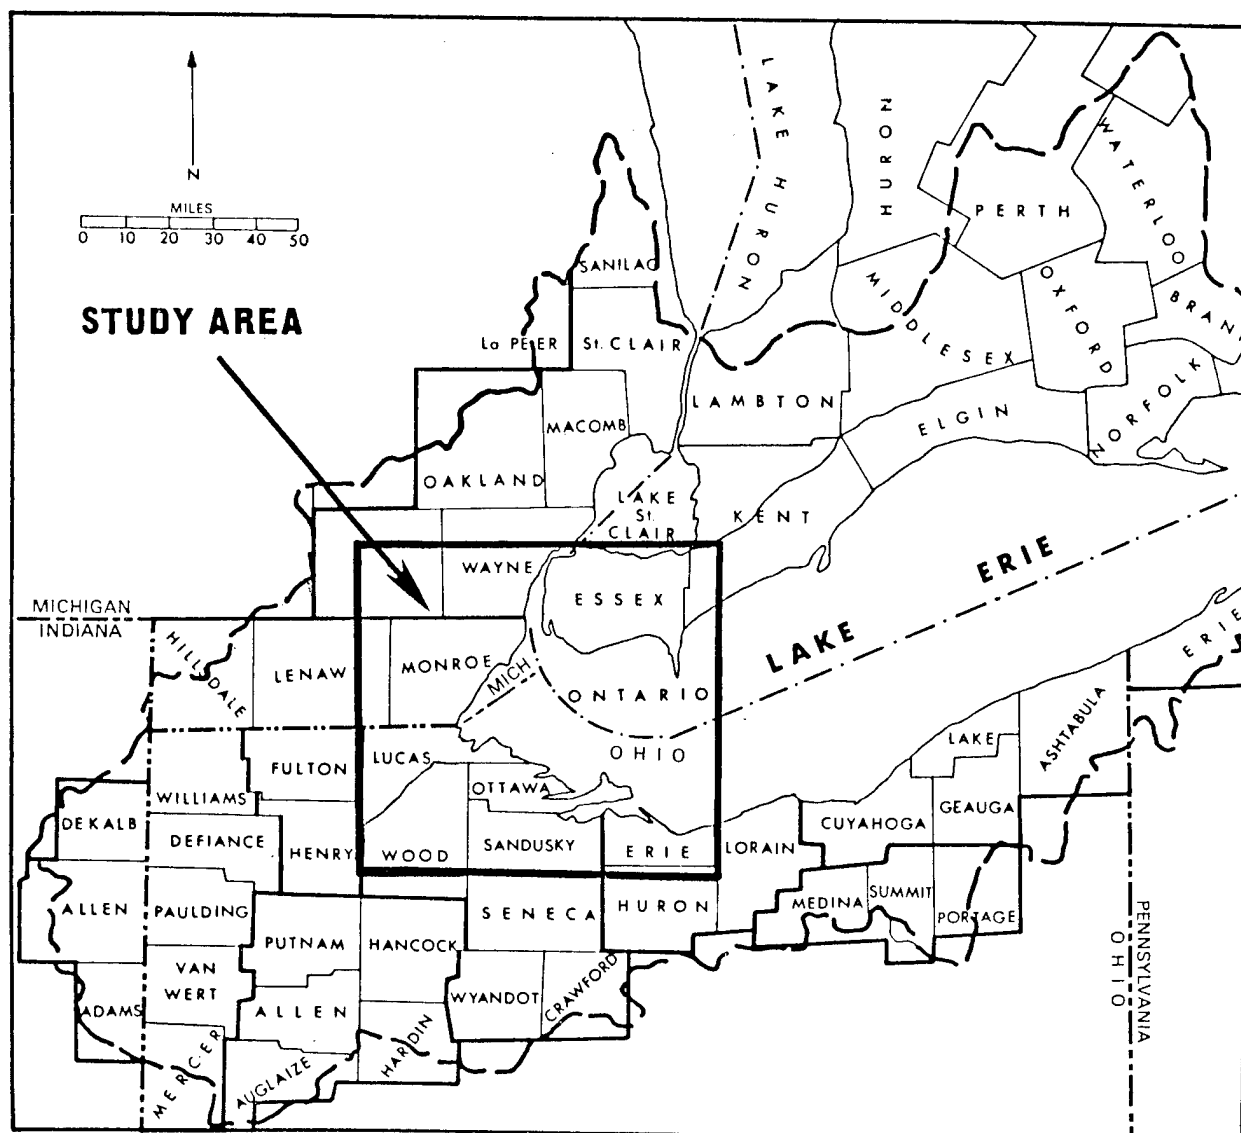 N
MILES
0 10 20 30 40 50
STUDY AREA
LAKE HURON
HURON
PERTH
WATERLOO
SANILAC
MIDDLESEX
OXFORD
BRAN
La PEER
St. CLAIR
LAMBTON
ELGIN
NORFOLK
MACOMB
OAKLAND
LAKE
St.
CLAIR
KENT
LAKE ERIE
WAYNE
ESSEX
MICHIGAN
INDIANA
HILLSDALE
LENAW
MONROE
MICH
ONTARIO
OHIO
ERIE
LUCAS
FULTON
OTTAWA
LAKE
ASHTABULA
WILLIAMS
GEAUGA
DEKALB
DEFIANCE
HENRY
WOOD
SANDUSKY
ERIE
LORAIN
CUYAHOGA
ALLEN
PAULDING
SENECA
HURON
MEDINA
SUMMIT
PORTAGE
PUTNAM
HANCOCK
VAN
WERT
WYANDOT
CRAWFORD
OHIO
PENNSYLVANIA
ADAMS
ALLEN
HARDIN
MERCER
AUGLAIZE